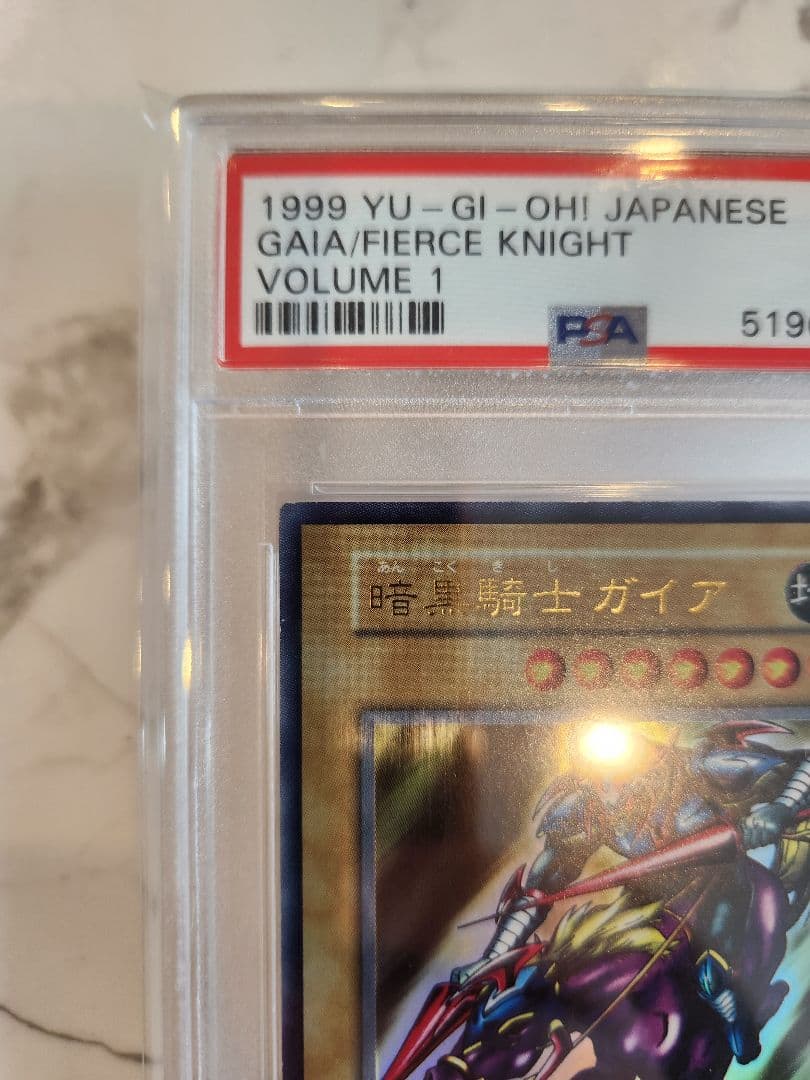 1999 YU-GI-OH! JAPANESE
GAIA/FIERCE KNIGHT
VOLUME 1
PSA
519
あん こく き し
暗黒騎士ガイア